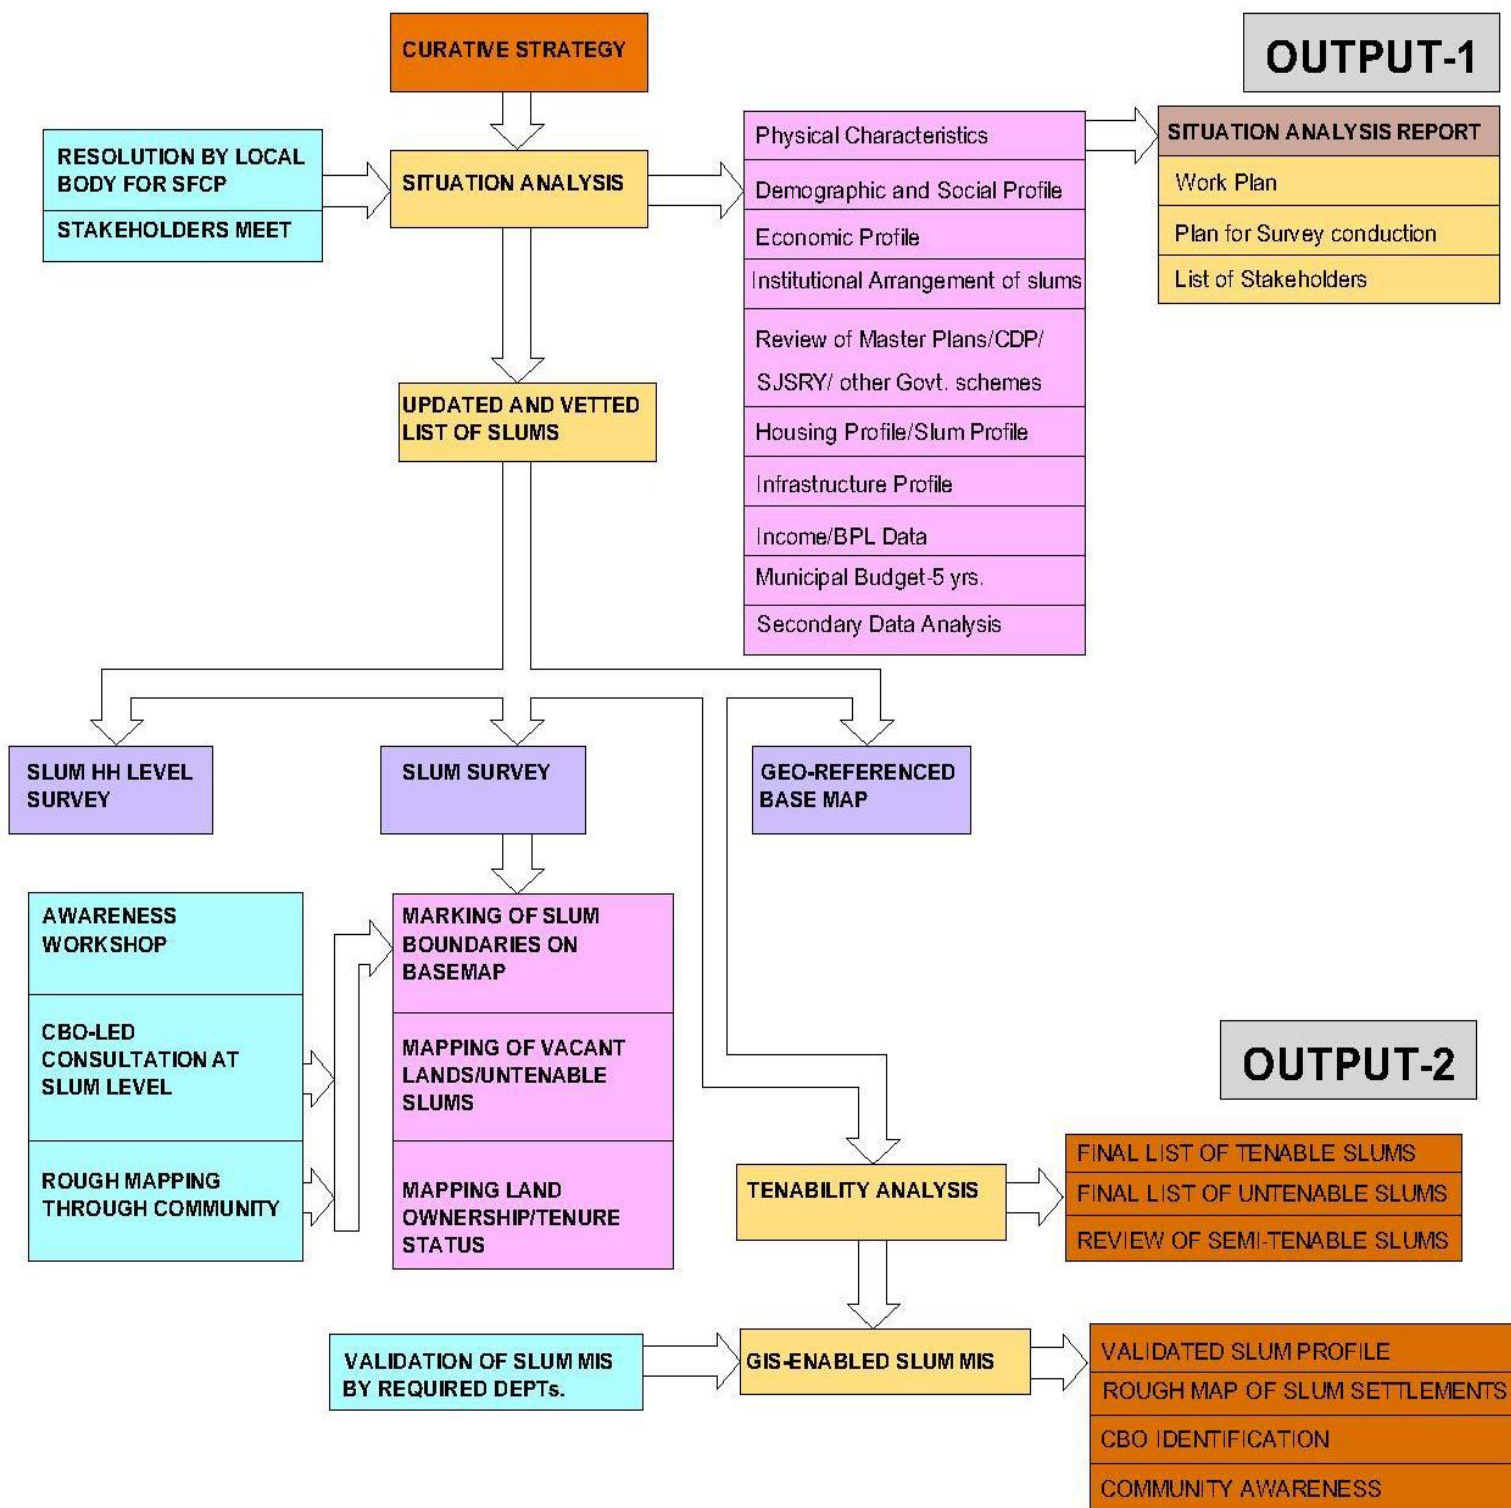 CURATIVE STRATEGY
OUTPUT-1
RESOLUTION BY LOCAL
BODY FOR SFCP
STAKEHOLDERS MEET
SITUATION ANALYSIS
Physical Characteristics
Demographic and Social Profile
Economic Profile
Institutional Arrangement of slums
Review of Master Plans/CDP/
SJSRY/ other Govt. schemes
Housing Profile/Slum Profile
Infrastructure Profile
Income/BPL Data
Municipal Budget-5 yrs.
Secondary Data Analysis
SITUATION ANALYSIS REPORT
Work Plan
Plan for Survey conduction
List of Stakeholders
UPDATED AND VETTED
LIST OF SLUMS
SLUM HH LEVEL
SURVEY
SLUM SURVEY
GEO-REFERENCED
BASE MAP
AWARENESS
WORKSHOP
CBO-LED
CONSULTATION AT
SLUM LEVEL
ROUGH MAPPING
THROUGH COMMUNITY
MARKING OF SLUM
BOUNDARIES ON
BASEMAP
MAPPING OF VACANT
LANDS/UNTENABLE
SLUMS
MAPPING LAND
OWNERSHIP/TENURE
STATUS
OUTPUT-2
TENABILITY ANALYSIS
FINAL LIST OF TENABLE SLUMS
FINAL LIST OF UNTENABLE SLUMS
REVIEW OF SEMI-TENABLE SLUMS
VALIDATION OF SLUM MIS
BY REQUIRED DEPTs.
GIS-ENABLED SLUM MIS
VALIDATED SLUM PROFILE
ROUGH MAP OF SLUM SETTLEMENTS
CBO IDENTIFICATION
COMMUNITY AWARENESS